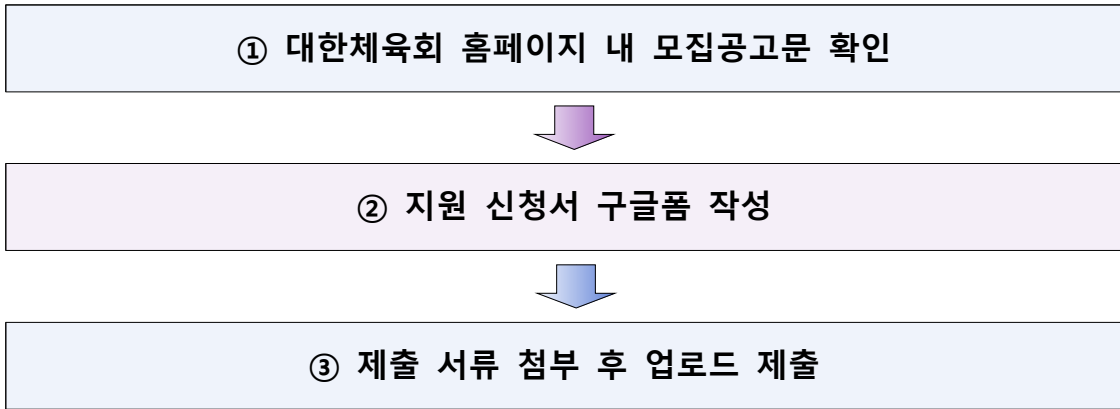 ① 대한체육회 홈페이지 내 모집공고문 확인
② 지원 신청서 구글폼 작성
③ 제출 서류 첨부 후 업로드 제출